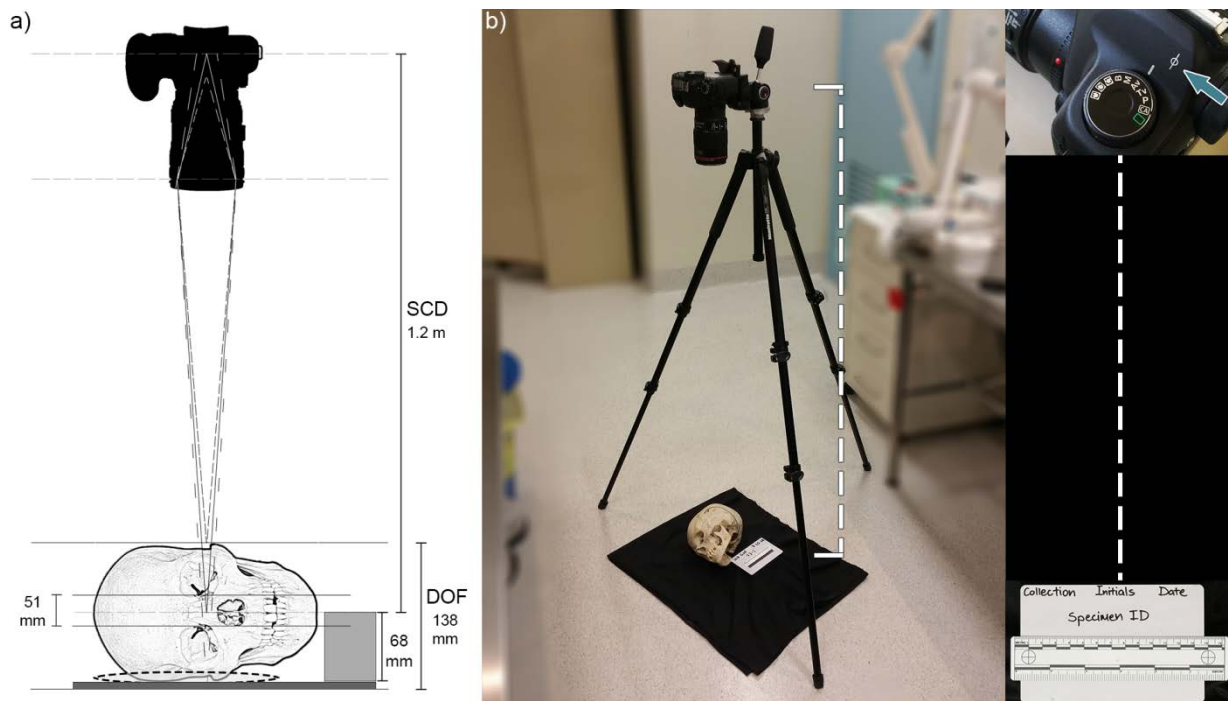 a)
SCD
1.2 m
51
mm
DOF
138
mm
68
mm
b)
Collection Initials Date
Specimen ID